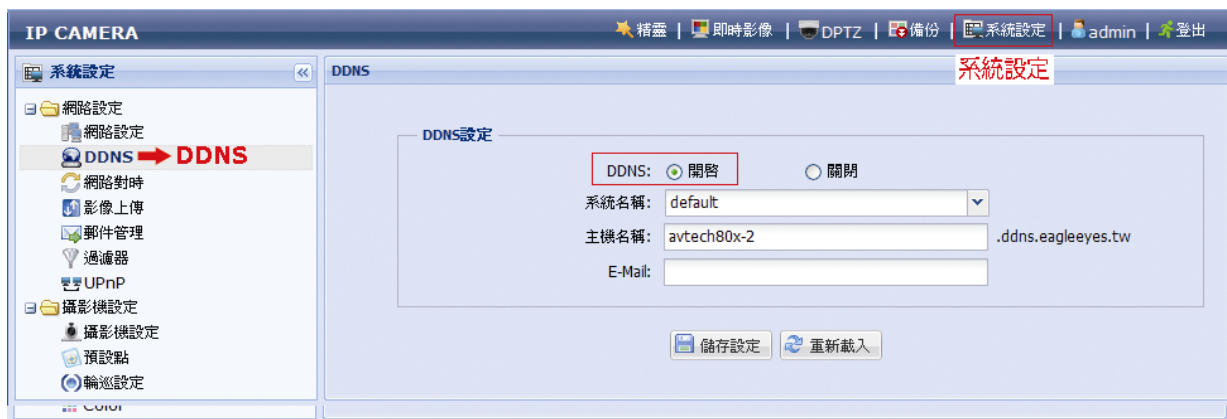 IP CAMERA
精靈 | 即時影像 | DPTZ | 備份 | 系統設定 | admin | 登出
系統設定
系統設定
DDNS
網路設定
網路設定
DDNS DDNS
網路對時
影像上傳
郵件管理
過濾器
UPnP
攝影機設定
攝影機設定
預設點
輪巡設定
Color
DDNS設定
DDNS: 開啟 關閉
系統名稱: default
主機名稱: avtech80x-2 .ddns.eagleeyes.tw
E-Mail:
儲存設定 重新載入